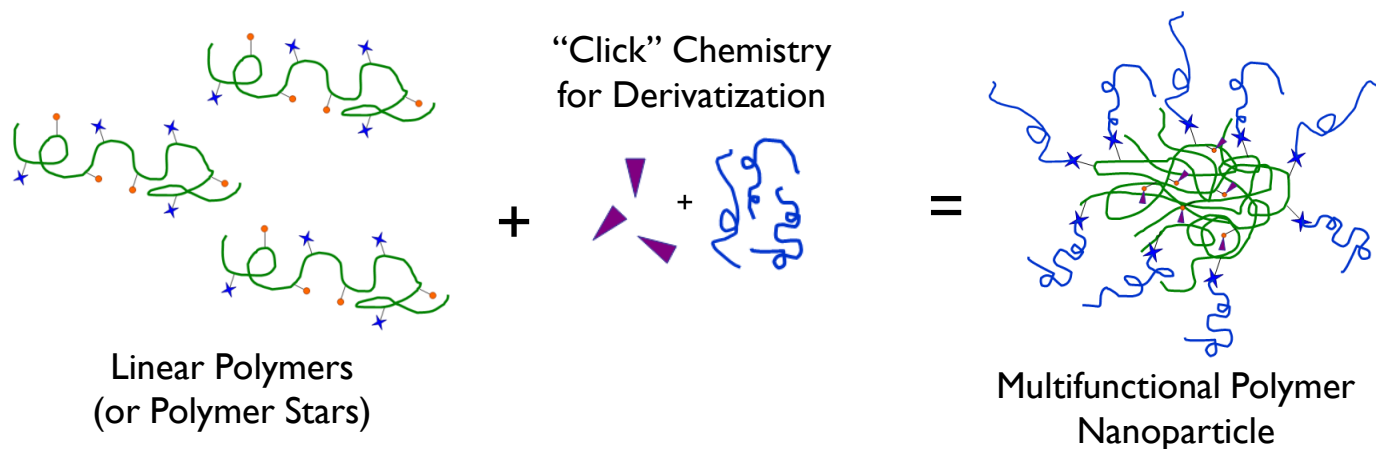 “Click” Chemistry
for Derivatization
+
+
=
Linear Polymers
(or Polymer Stars)
Multifunctional Polymer
Nanoparticle